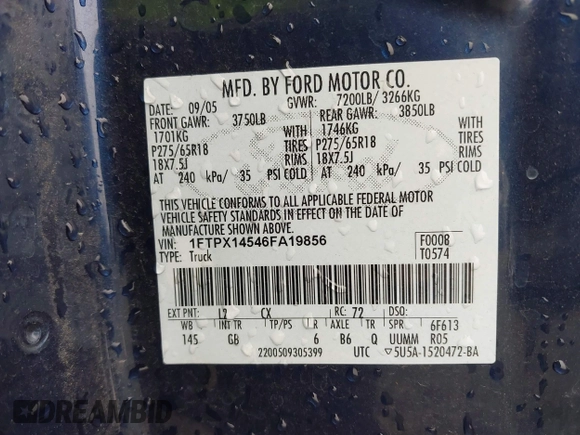 MFD. BY FORD MOTOR CO.
09/05 GVWR: 7200LB/ 3266KG
FRONT GAWR: 3750LB REAR GAWR: 3850LB
1701KG WITH 1746KG WITH
P275/65R18 TIRES P275/65R18 TIRES
18X7.5J RIMS 18X7.5J RIMS
AT 240 kPa/ 35 PSI COLD AT 240 kPa/ 35 PSI COLD
THIS VEHICLE CONFORMS TO ALL APPLICABLE FEDERAL MOTOR
VEHICLE SAFETY STANDARDS IN EFFECT ON THE DATE OF
MANUFACTURE SHOWN ABOVE.
VIN: 1FTPX14546FA19856 F0008
TYPE: Truck T0574
EXT PNT: L2 CX RC: 72 DSO:
WB INT TR TP/PS R AXLE TR SPR 6F613
145 GB 6 B6 Q UUMM R05
2200509305399 UTC 5U5A-1520472-BA
DREAMBID